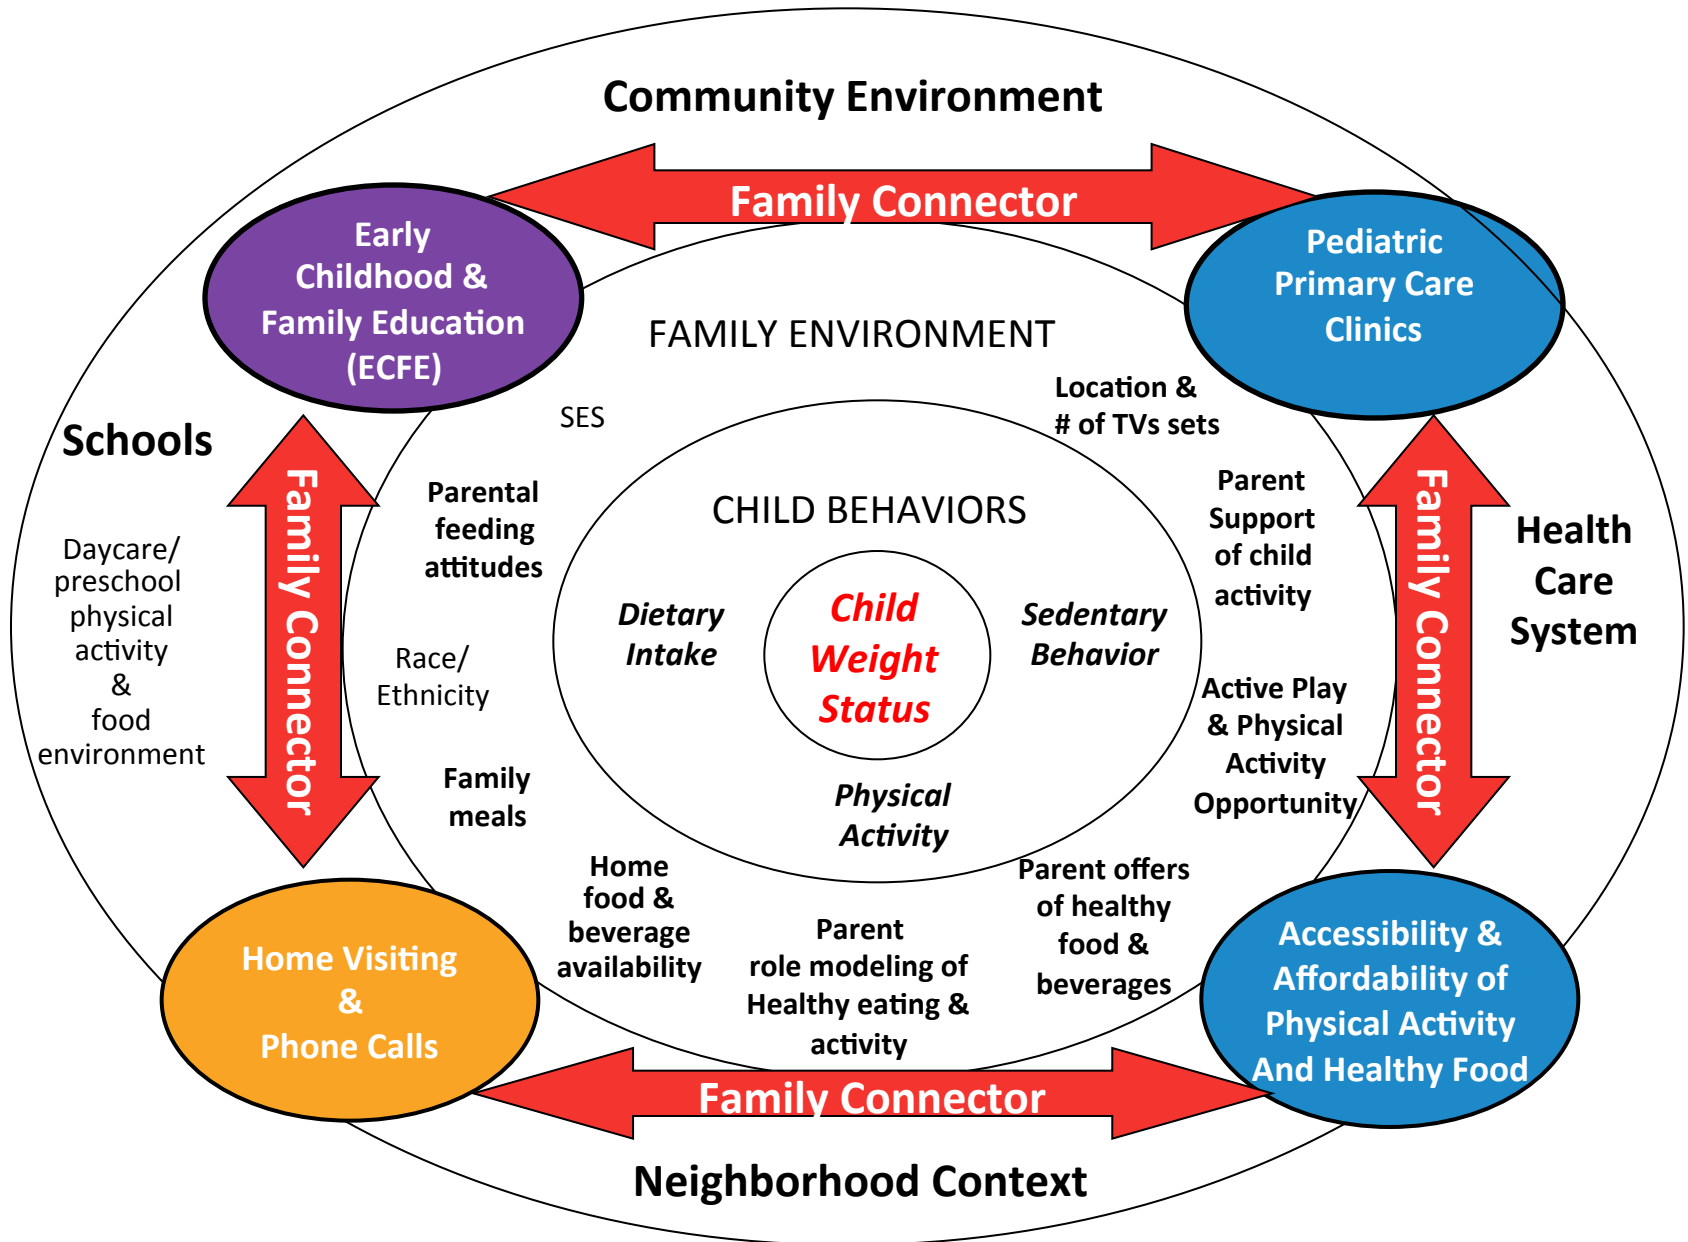 Community Environment
Family Connector
Early
Childhood &
Family Education
(ECFE)
Pediatric
Primary Care
Clinics
FAMILY ENVIRONMENT
SES
Location &
# of TVs sets
Schools
Daycare/
preschool
physical
activity
&
food
environment
Family Connector
Parental
feeding
attitudes
Race/
Ethnicity
Family
meals
CHILD BEHAVIORS
Dietary
Intake
Child
Weight
Status
Sedentary
Behavior
Physical
Activity
Parent
Support
of child
activity
Active Play
& Physical
Activity
Opportunity
Family Connector
Health
Care
System
Home
food &
beverage
availability
Parent
role modeling of
Healthy eating &
activity
Parent offers
of healthy
food &
beverages
Home Visiting
&
Phone Calls
Accessibility &
Affordability of
Physical Activity
And Healthy Food
Family Connector
Neighborhood Context